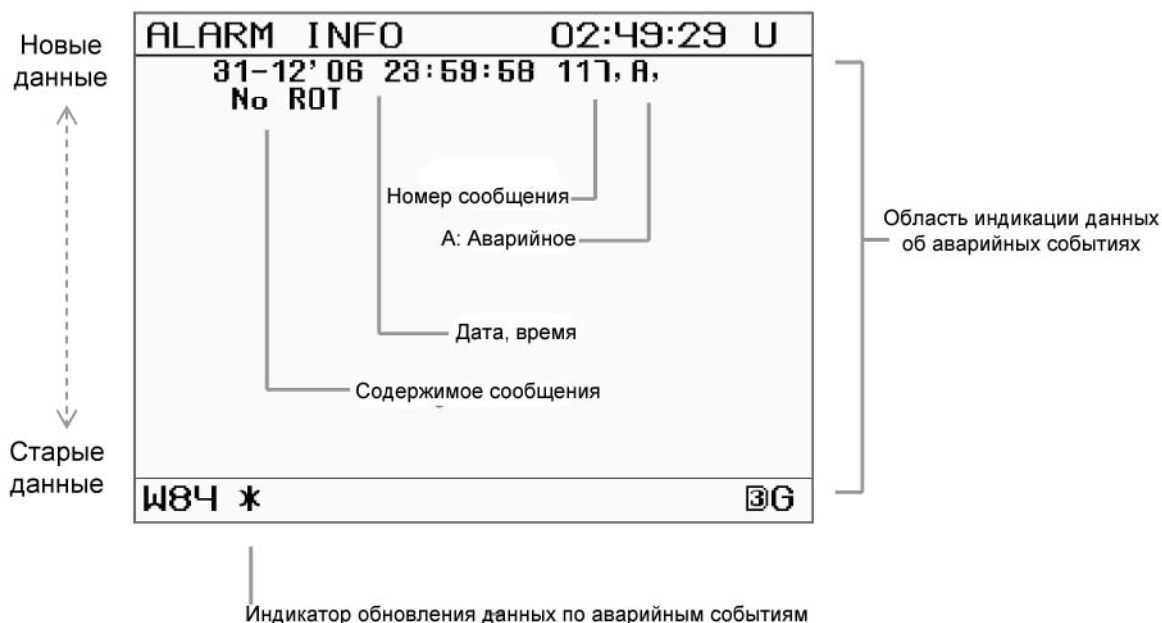 Новые
данные
ALARM INFO 02:49:29 U
31-12'06 23:59:58 117, A,
No ROT
Номер сообщения
А: Аварийное
Область индикации данных
об аварийных событиях
Дата, время
Содержимое сообщения
Старые
данные
W84 * 3G
Индикатор обновления данных по аварийным событиям